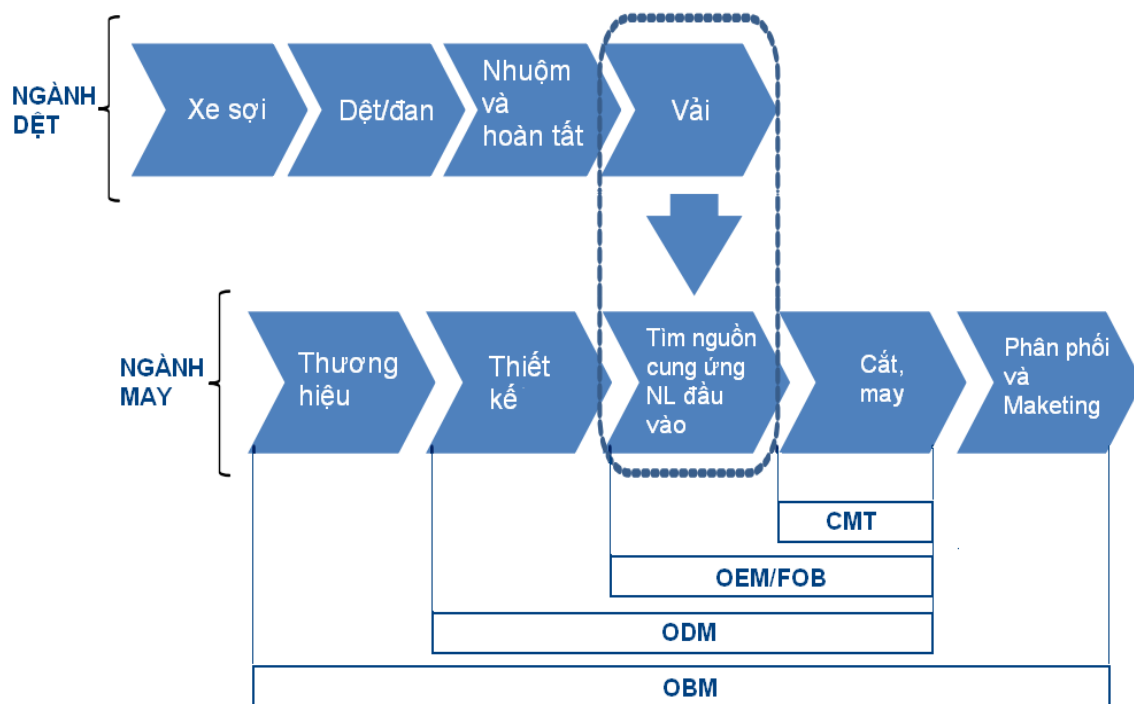 NGÀNH
DỆT
Xe sợi
Dệt/đan
Nhuộm
và
hoàn tất
Vải
NGÀNH
MAY
Thương
hiệu
Thiết
kế
Tìm nguồn
cung ứng
NL đầu
vào
Cắt,
may
Phân phối
và
Maketing
CMT
OEM/FOB
ODM
OBM